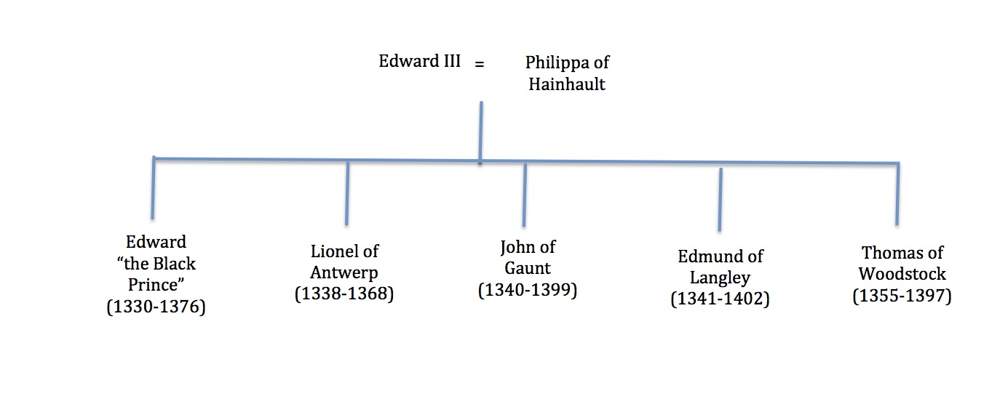 Edward III = Philippa of
Hainhault
Edward
“the Black
Prince”
(1330-1376)
Lionel of
Antwerp
(1338-1368)
John of
Gaunt
(1340-1399)
Edmund of
Langley
(1341-1402)
Thomas of
Woodstock
(1355-1397)